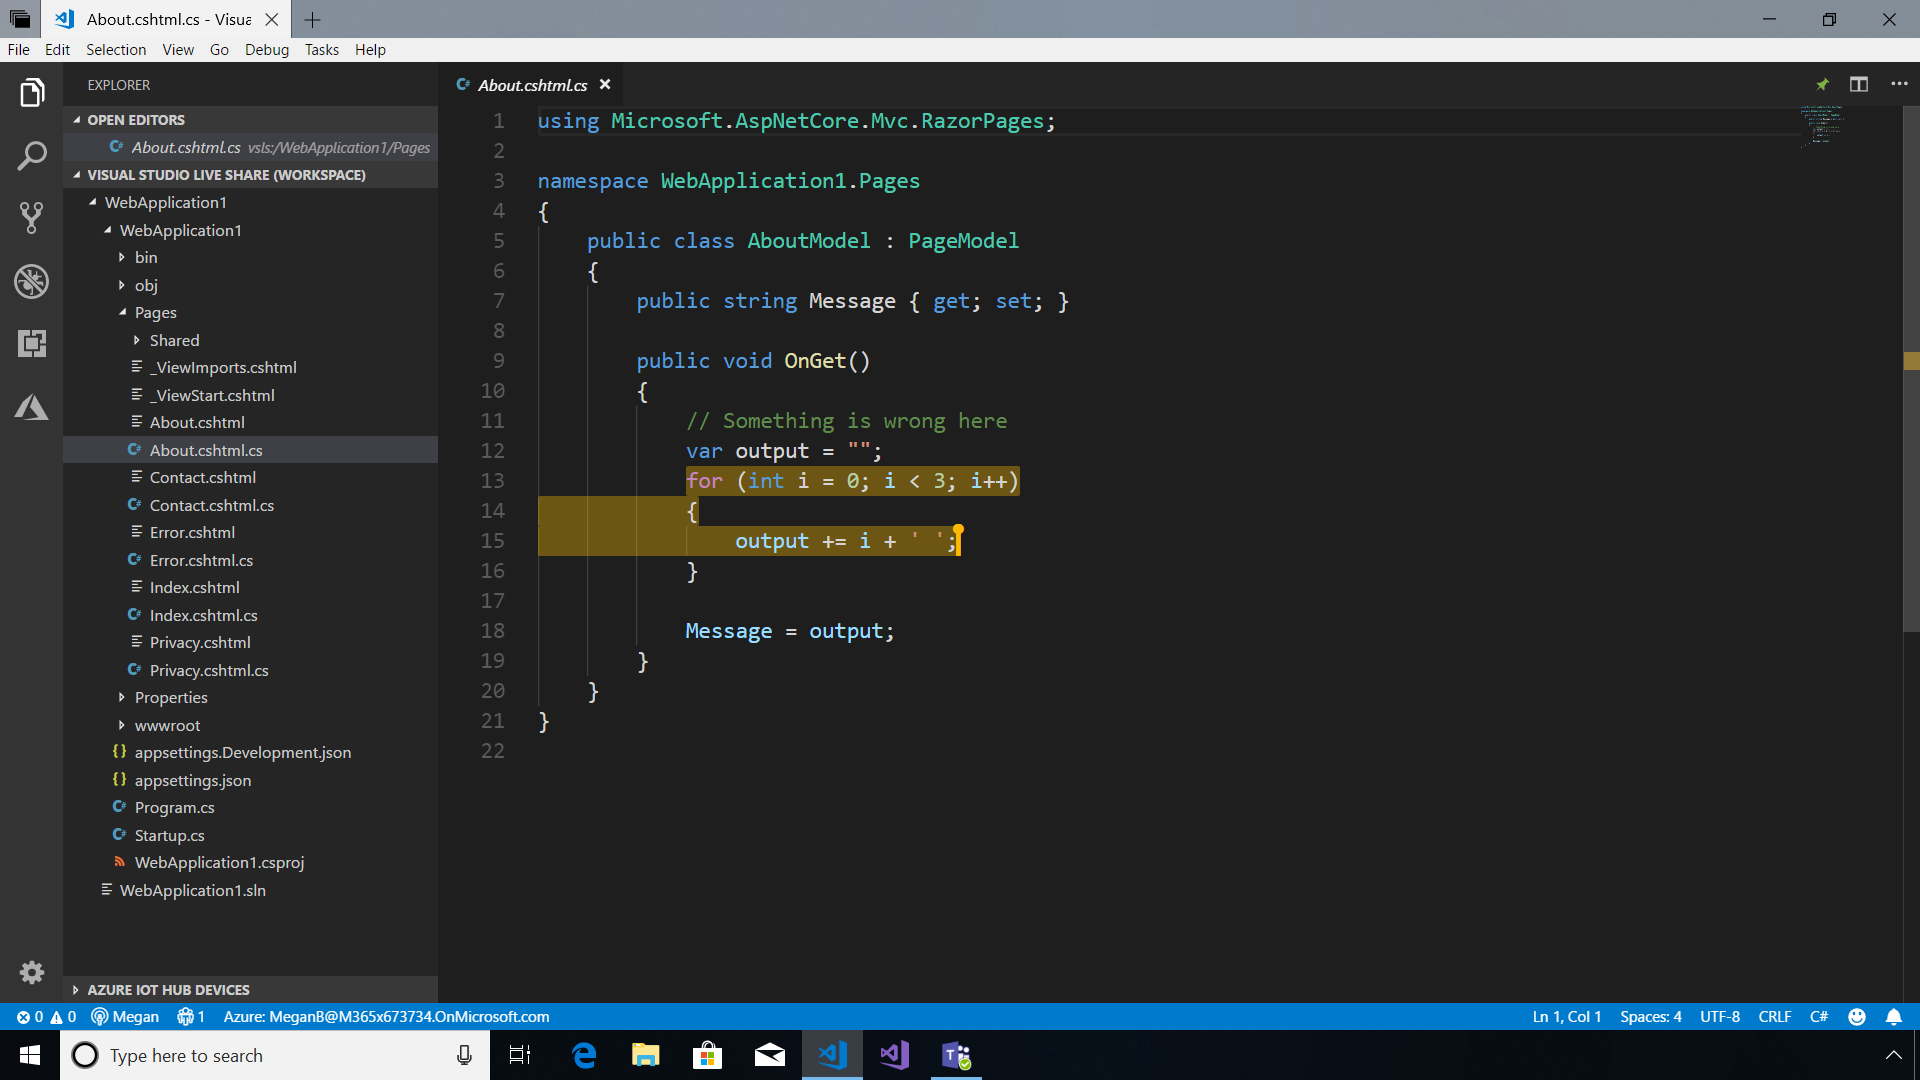 About.cshtml.cs - Visua
File Edit Selection View Go Debug Tasks Help
EXPLORER
OPEN EDITORS
About.cshtml.cs vsls:/WebApplication1/Pages
VISUAL STUDIO LIVE SHARE (WORKSPACE)
WebApplication1
WebApplication1
bin
obj
Pages
Shared
_ViewImports.cshtml
_ViewStart.cshtml
About.cshtml
About.cshtml.cs
Contact.cshtml
Contact.cshtml.cs
Error.cshtml
Error.cshtml.cs
Index.cshtml
Index.cshtml.cs
Privacy.cshtml
Privacy.cshtml.cs
Properties
wwwroot
appsettings.Development.json
appsettings.json
Program.cs
Startup.cs
WebApplication1.csproj
WebApplication1.sln
AZURE IOT HUB DEVICES
About.cshtml.cs
1 using Microsoft.AspNetCore.Mvc.RazorPages;
2
3 namespace WebApplication1.Pages
4 {
5 public class AboutModel : PageModel
6 {
7 public string Message { get; set; }
8
9 public void OnGet()
10 {
11 // Something is wrong here
12 var output = "";
13 for (int i = 0; i < 3; i++)
14 {
15 output += i + ' ';
16 }
17
18 Message = output;
19 }
20 }
21 }
22
0 0 Megan 1 Azure: MeganB@M365x673734.OnMicrosoft.com Ln 1, Col 1 Spaces: 4 UTF-8 CRLF C#
Type here to search